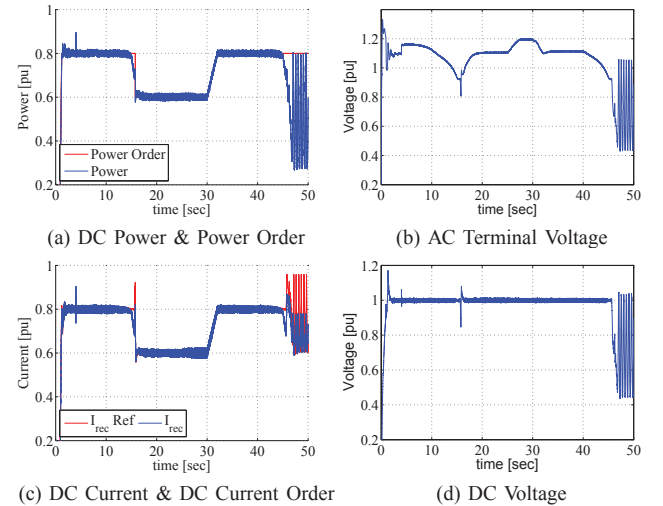 1
0.8
0.6
0.4
0.2
Power [pu]
Power Order
Power
0 10 20 30 40 50
time [sec]
(a) DC Power & Power Order
1.4
1.2
1
0.8
0.6
0.4
0.2
Voltage [pu]
0 10 20 30 40 50
time [sec]
(b) AC Terminal Voltage
1
0.8
0.6
0.4
0.2
Current [pu]
I_rec Ref I_rec
0 10 20 30 40 50
time [sec]
(c) DC Current & DC Current Order
1.2
1
0.8
0.6
0.4
0.2
Voltage [pu]
0 10 20 30 40 50
time [sec]
(d) DC Voltage